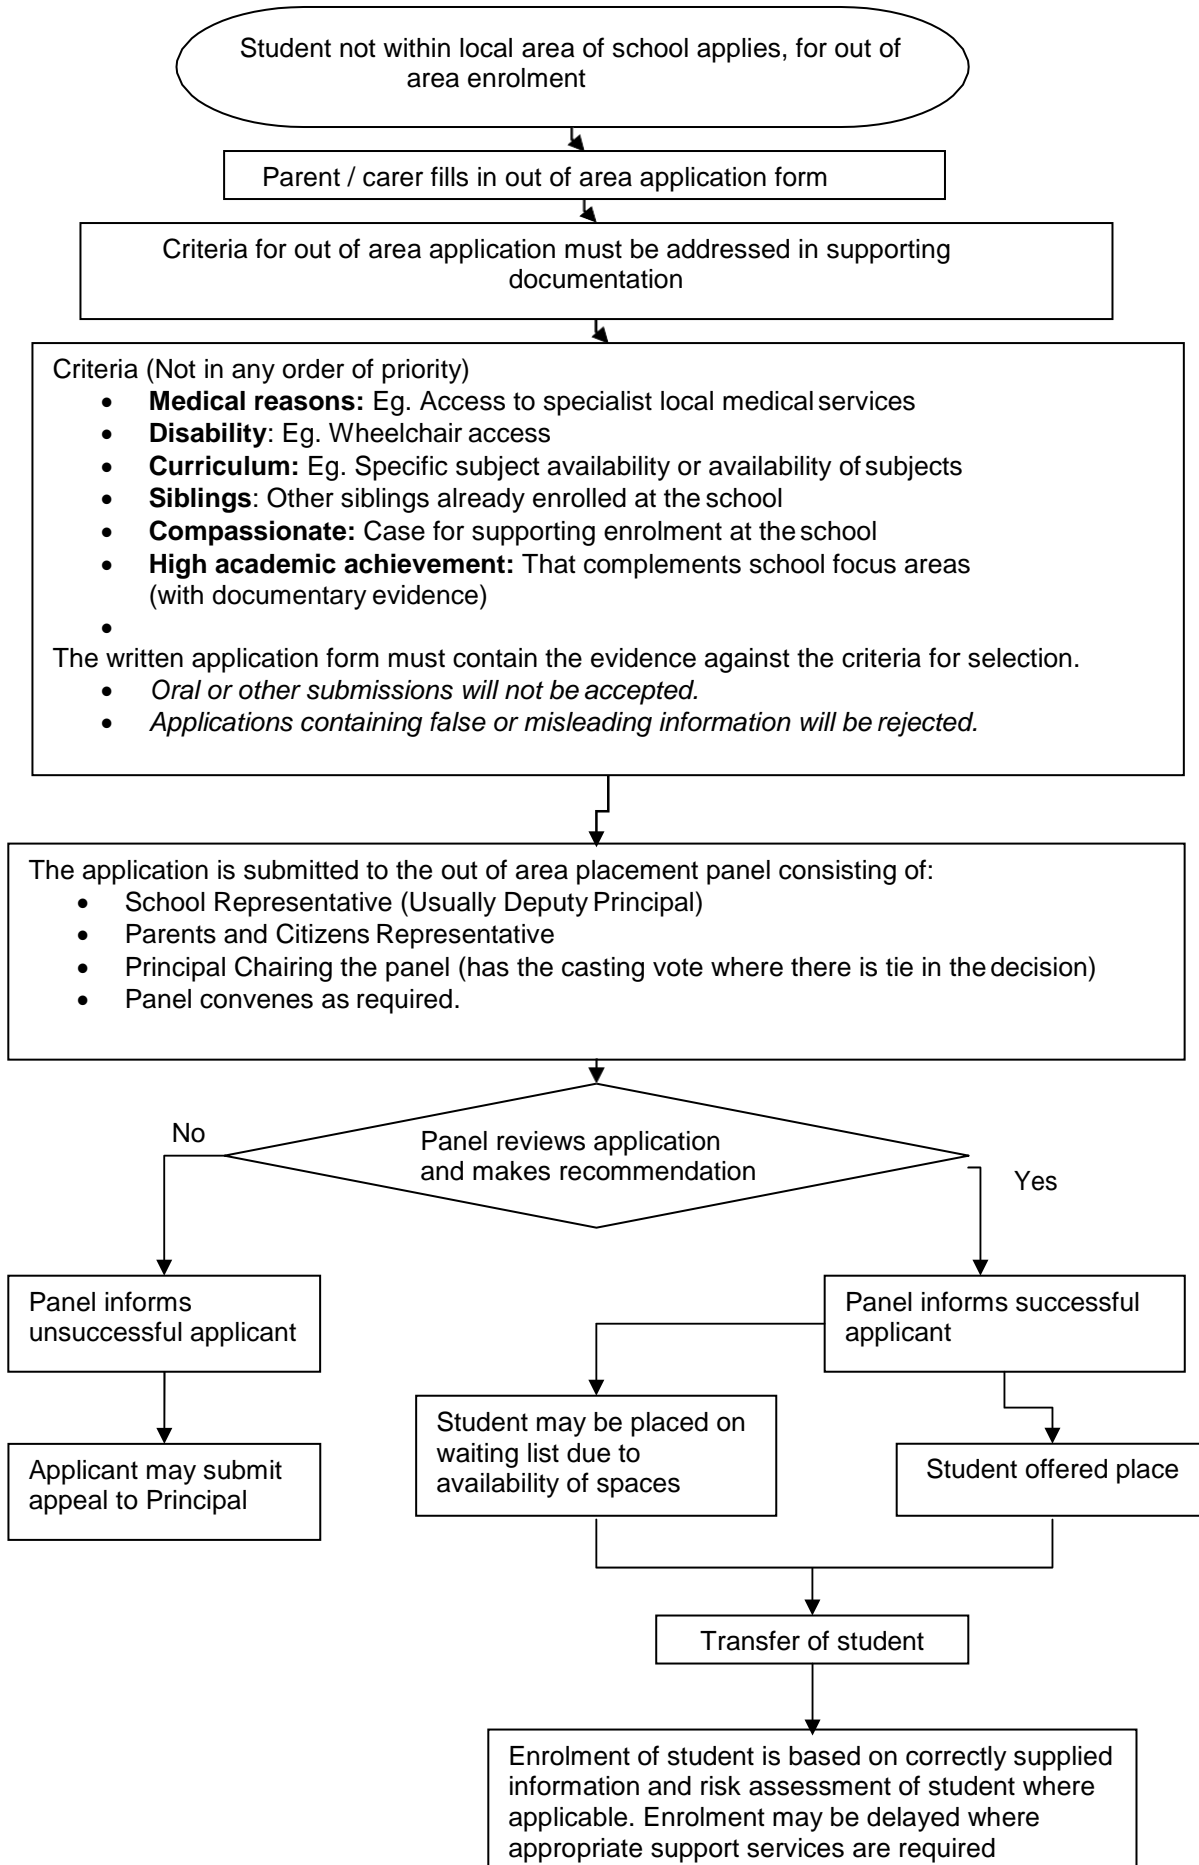 Student not within local area of school applies, for out of
area enrolment
Parent / carer fills in out of area application form
Criteria for out of area application must be addressed in supporting
documentation
Criteria (Not in any order of priority)
• Medical reasons: Eg. Access to specialist local medical services
• Disability: Eg. Wheelchair access
• Curriculum: Eg. Specific subject availability or availability of subjects
• Siblings: Other siblings already enrolled at the school
• Compassionate: Case for supporting enrolment at the school
• High academic achievement: That complements school focus areas
(with documentary evidence)
•
The written application form must contain the evidence against the criteria for selection.
• Oral or other submissions will not be accepted.
• Applications containing false or misleading information will be rejected.
The application is submitted to the out of area placement panel consisting of:
• School Representative (Usually Deputy Principal)
• Parents and Citizens Representative
• Principal Chairing the panel (has the casting vote where there is tie in the decision)
• Panel convenes as required.
No
Panel reviews application
and makes recommendation
Yes
Panel informs
unsuccessful applicant
Panel informs successful
applicant
Applicant may submit
appeal to Principal
Student may be placed on
waiting list due to
availability of spaces
Student offered place
Transfer of student
Enrolment of student is based on correctly supplied
information and risk assessment of student where
applicable. Enrolment may be delayed where
appropriate support services are required